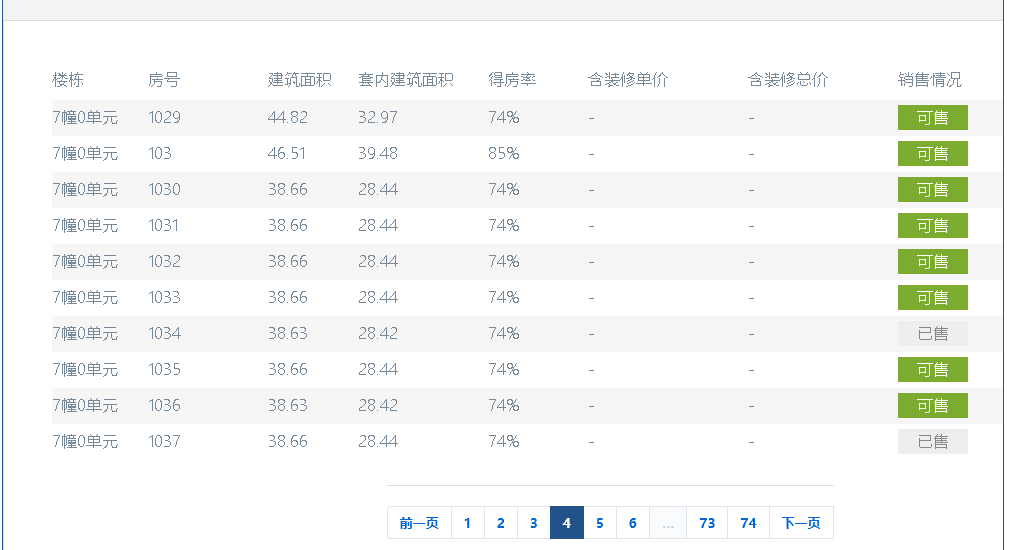 楼栋 房号 建筑面积 套内建筑面积 得房率 含装修单价 含装修总价 销售情况
7幢0单元 1029 44.82 32.97 74% - - 可售
7幢0单元 103 46.51 39.48 85% - - 可售
7幢0单元 1030 38.66 28.44 74% - - 可售
7幢0单元 1031 38.66 28.44 74% - - 可售
7幢0单元 1032 38.66 28.44 74% - - 可售
7幢0单元 1033 38.66 28.44 74% - - 可售
7幢0单元 1034 38.63 28.42 74% - - 已售
7幢0单元 1035 38.66 28.44 74% - - 可售
7幢0单元 1036 38.63 28.42 74% - - 可售
7幢0单元 1037 38.66 28.44 74% - - 已售
前一页 1 2 3 4 5 6 ... 73 74 下一页